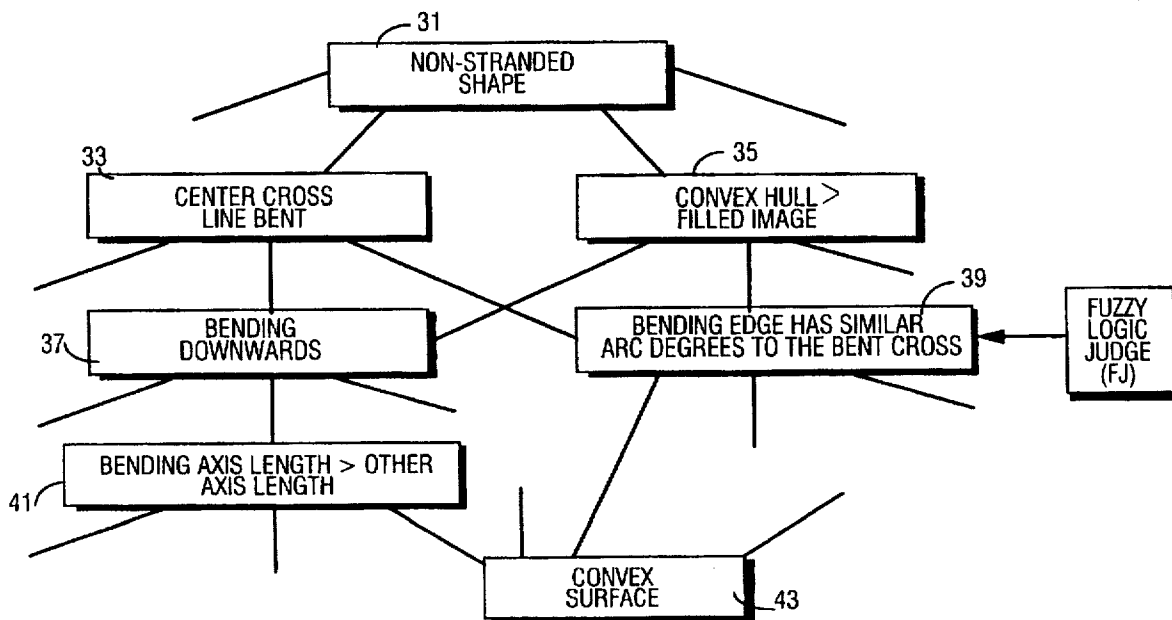 31
NON-STRANDED
SHAPE
33
CENTER CROSS
LINE BENT
35
CONVEX HULL >
FILLED IMAGE
37
BENDING
DOWNWARDS
39
BENDING EDGE HAS SIMILAR
ARC DEGREES TO THE BENT CROSS
FUZZY
LOGIC
JUDGE
(FJ)
41
BENDING AXIS LENGTH > OTHER
AXIS LENGTH
CONVEX
SURFACE
43